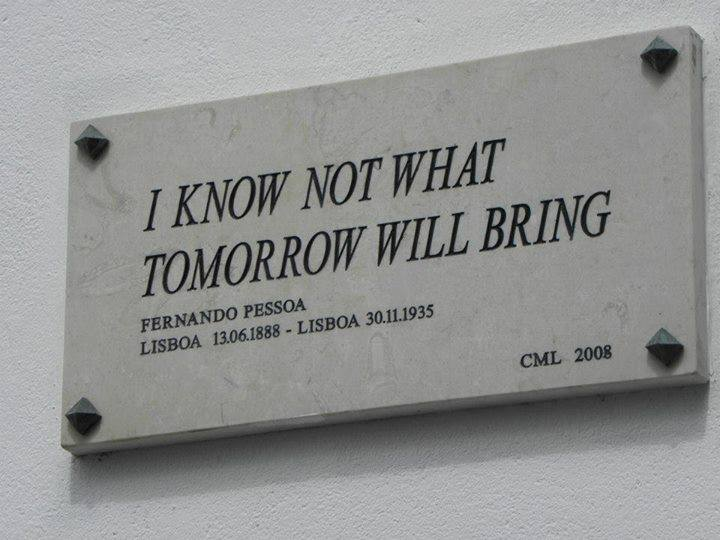 I KNOW NOT WHAT
TOMORROW WILL BRING
FERNANDO PESSOA
LISBOA 13.06.1888 - LISBOA 30.11.1935
CML 2008